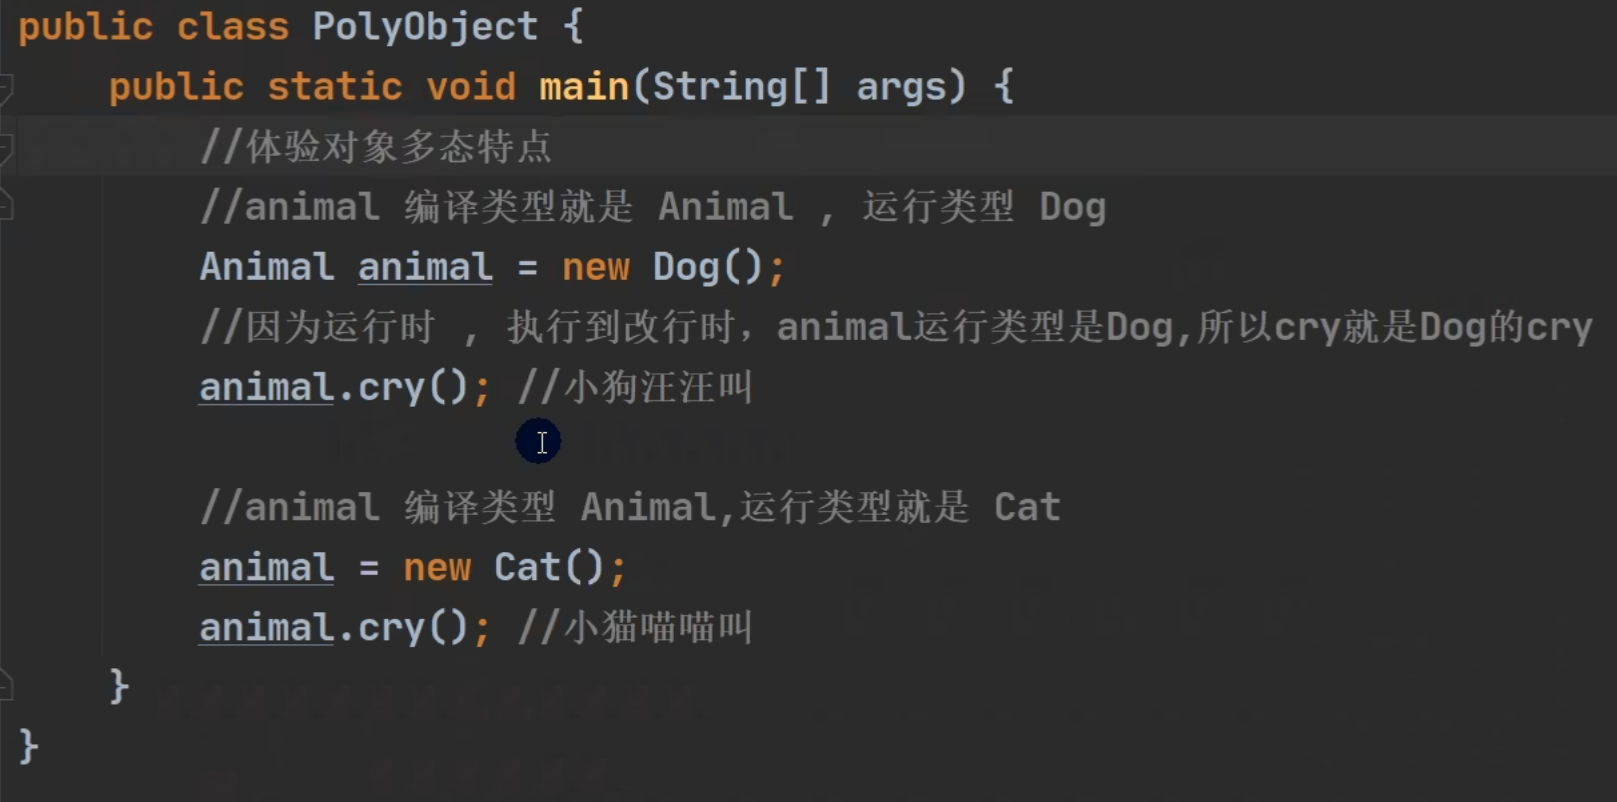 public class PolyObject {
public static void main(String[] args) {
//体验对象多态特点
//animal 编译类型就是 Animal , 运行类型 Dog
Animal animal = new Dog();
//因为运行时 , 执行到改行时，animal运行类型是Dog,所以cry就是Dog的cry
animal.cry(); //小狗汪汪叫
//animal 编译类型 Animal,运行类型就是 Cat
animal = new Cat();
animal.cry(); //小猫喵喵叫
}
}